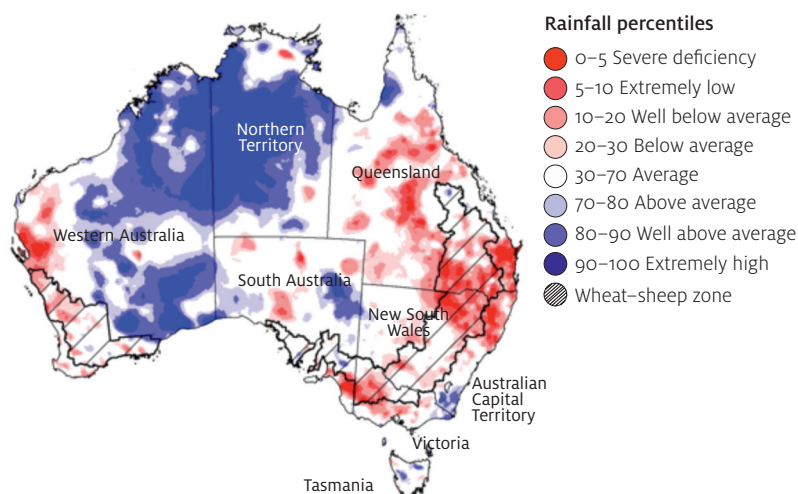 Rainfall percentiles
0–5 Severe deficiency
5–10 Extremely low
10–20 Well below average
20–30 Below average
30–70 Average
70–80 Above average
80–90 Well above average
90–100 Extremely high
Wheat–sheep zone
Northern
Territory
Queensland
Western Australia
South Australia
New South
Wales
Australian
Capital
Territory
Victoria
Tasmania